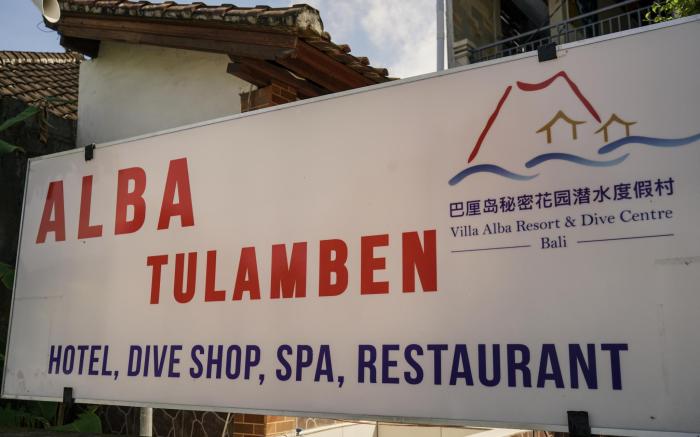 ALBA
TULAMBEN
HOTEL, DIVE SHOP, SPA, RESTAURANT
巴厘岛秘密花园潜水度假村
Villa Alba Resort & Dive Centre
Bali